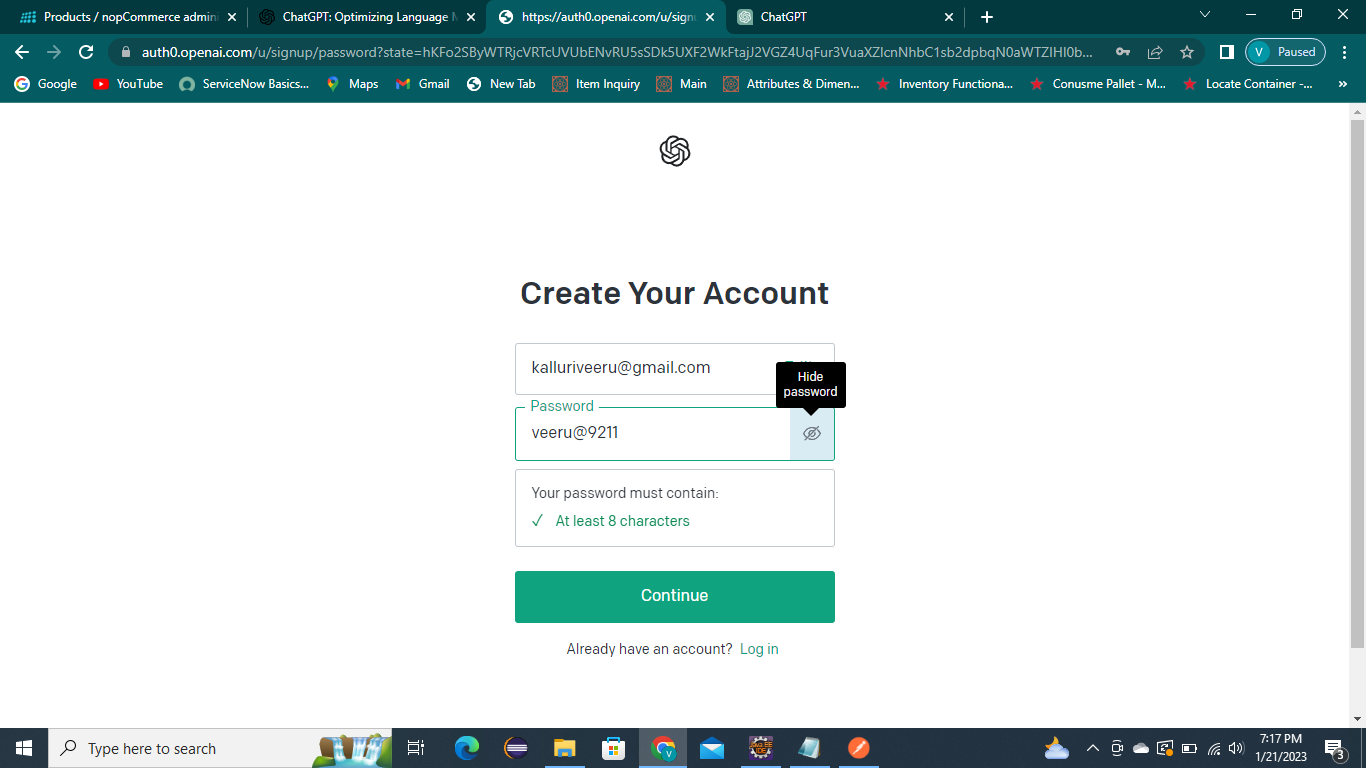 Products / nopCommerce admini
ChatGPT: Optimizing Language M
https://auth0.openai.com/u/signu
ChatGPT
auth0.openai.com/u/signup/password?state=hKFo2SByWTRjcVRTcUVUbENvRU5sSDk5UXF2WkFtajJ2VGZ4UqFur3VuaXZlcnNhbC1sb2dpbqN0aWTZIHI0b...
V Paused
Google
YouTube
ServiceNow Basics...
Maps
Gmail
New Tab
Item Inquiry
Main
Attributes & Dimen...
Inventory Functiona...
Conusme Pallet - M...
Locate Container -...
»
Create Your Account
kalluriveeru@gmail.com
Hide
password
Password
veeru@9211
Your password must contain:
✓ At least 8 characters
Continue
Already have an account? Log in
Type here to search
7:17 PM
1/21/2023
3